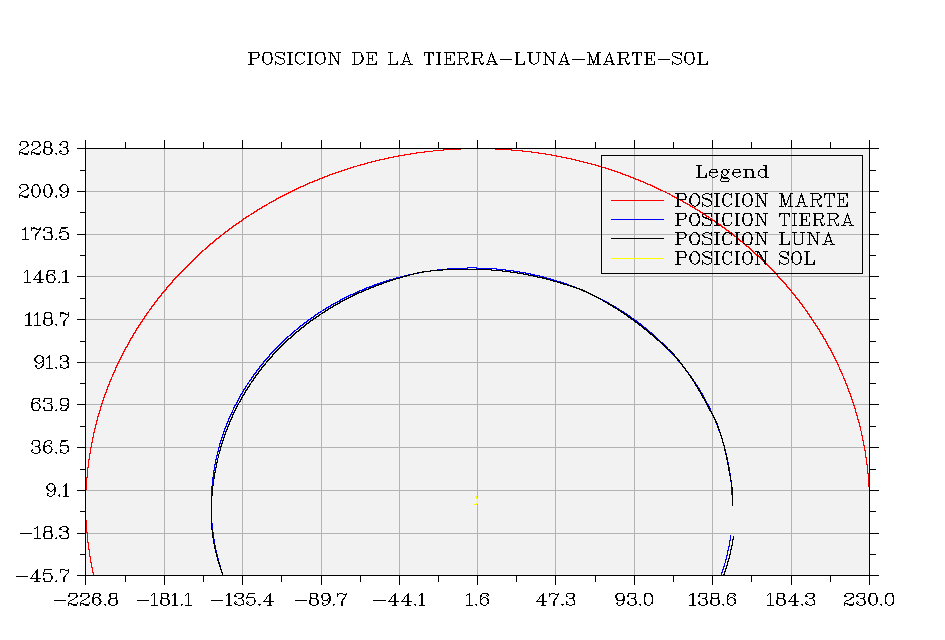 POSICION DE LA TIERRA-LUNA-MARTE-SOL
Legend
POSICION MARTE
POSICION TIERRA
POSICION LUNA
POSICION SOL
228.3
200.9
173.5
146.1
118.7
91.3
63.9
36.5
9.1
-18.3
-45.7
-226.8 -181.1 -135.4 -89.7 -44.1 1.6 47.3 93.0 138.6 184.3 230.0